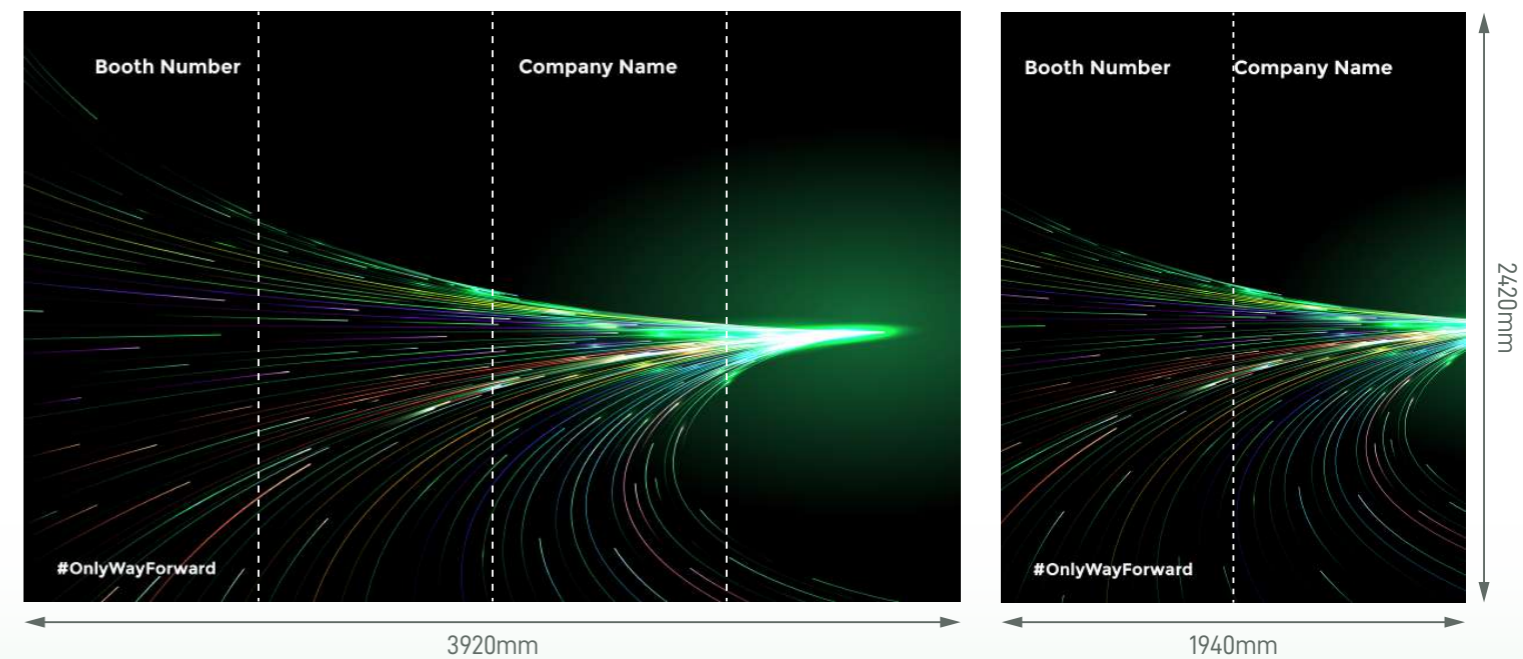 Booth Number
Company Name
#OnlyWayForward
3920mm
Booth Number
Company Name
#OnlyWayForward
1940mm
2420mm